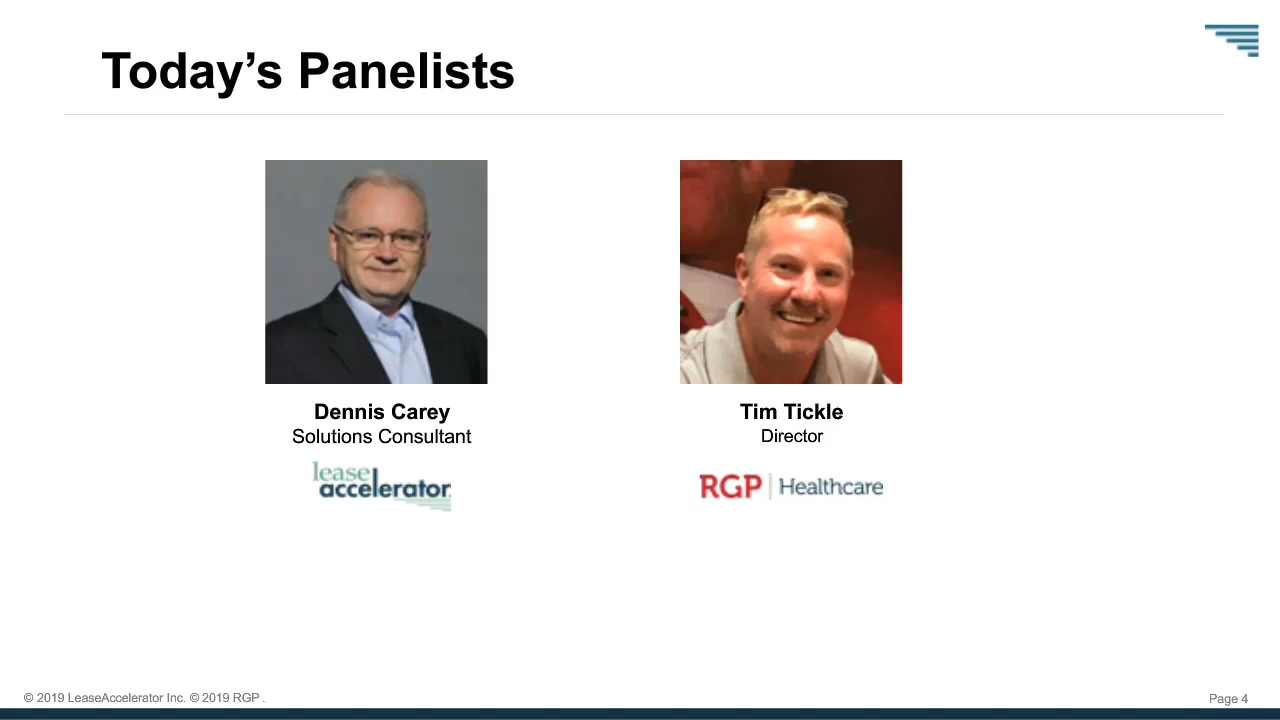 Today's Panelists
Dennis Carey
Solutions Consultant
lease
accelerator
Tim Tickle
Director
RGP | Healthcare
© 2019 LeaseAccelerator Inc. © 2019 RGP .
Page 4